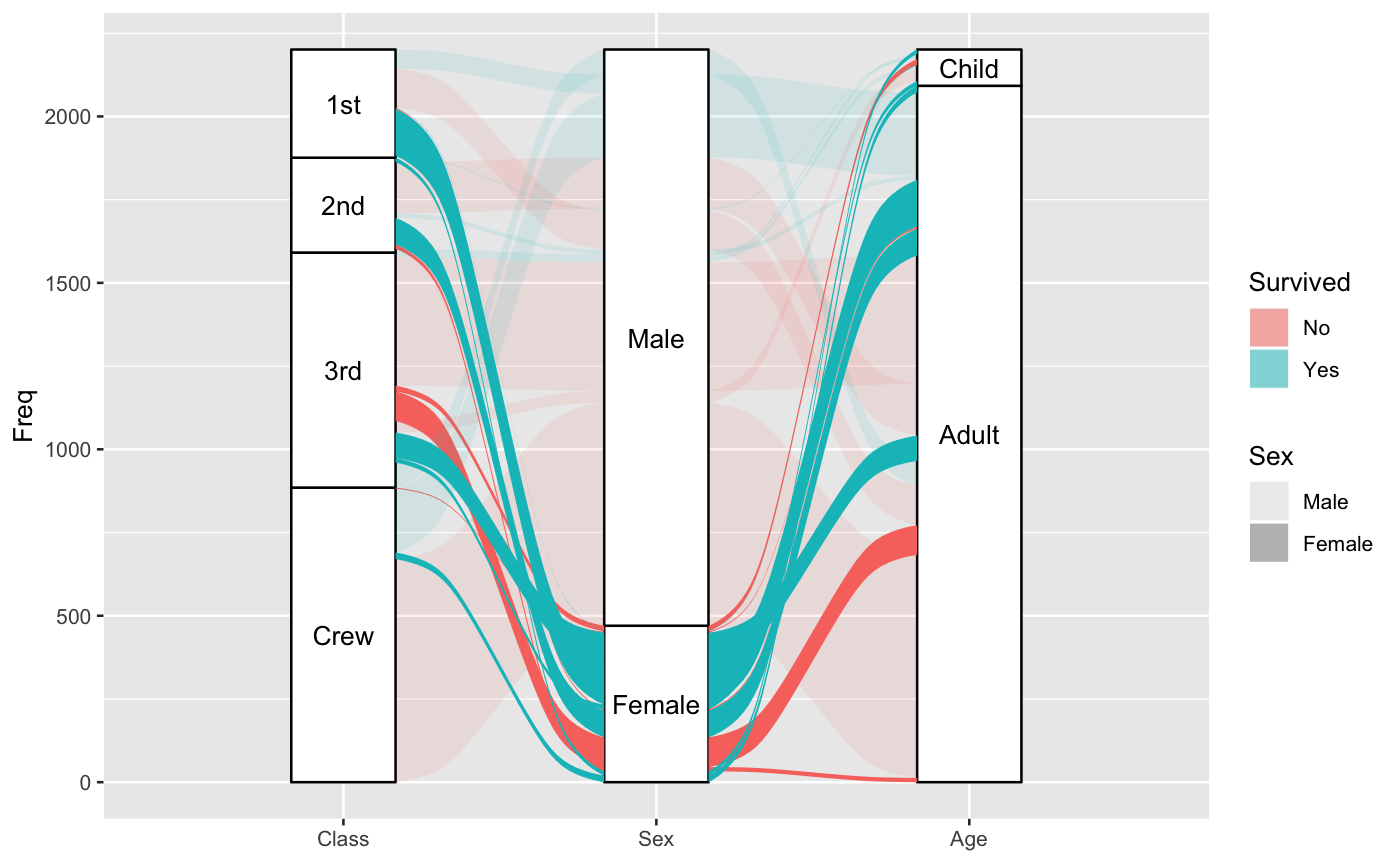 Freq
2000
1500
1000
500
0
1st
2nd
3rd
Crew
Male
Female
Child
Adult
Class
Sex
Age
Survived
No
Yes
Sex
Male
Female